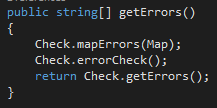 public string[] getErrors()
{
Check.mapErrors(Map);
Check.errorCheck();
return Check.getErrors();
}